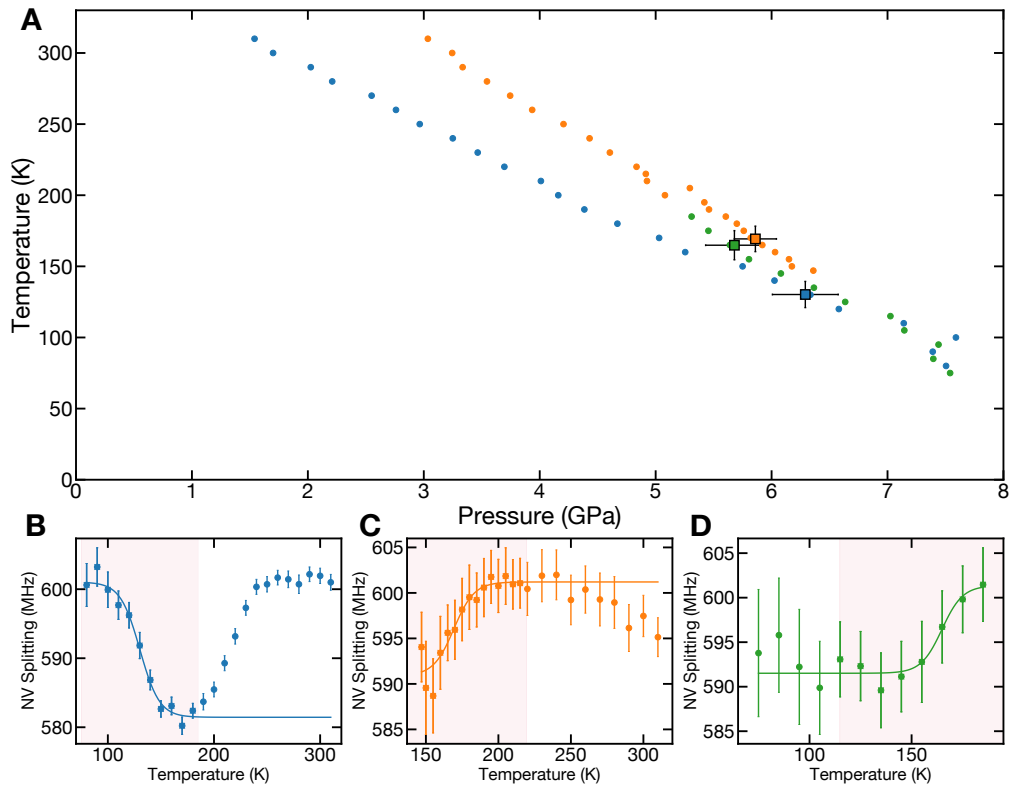 A
Temperature (K)
300
250
200
150
100
50
0
0 1 2 3 4 5 6 7 8
Pressure (GPa)
B
NV Splitting (MHz)
600
590
580
100 200 300
Temperature (K)
C
NV Splitting (MHz)
605
600
595
590
585
150 200 250 300
Temperature (K)
D
NV Splitting (MHz)
605
600
595
590
585
100 150
Temperature (K)